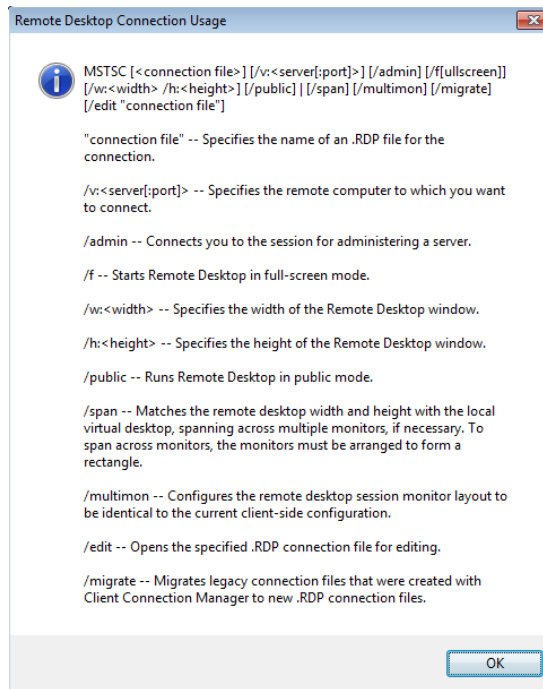 Remote Desktop Connection Usage
MSTSC [<connection file>] [/v:<server[:port]>] [/admin] [/f[ullscreen]]
[/w:<width> /h:<height>] [/public] | [/span] [/multimon] [/migrate]
[/edit "connection file"]
"connection file" -- Specifies the name of an .RDP file for the
connection.
/v:<server[:port]> -- Specifies the remote computer to which you want
to connect.
/admin -- Connects you to the session for administering a server.
/f -- Starts Remote Desktop in full-screen mode.
/w:<width> -- Specifies the width of the Remote Desktop window.
/h:<height> -- Specifies the height of the Remote Desktop window.
/public -- Runs Remote Desktop in public mode.
/span -- Matches the remote desktop width and height with the local
virtual desktop, spanning across multiple monitors, if necessary. To
span across monitors, the monitors must be arranged to form a
rectangle.
/multimon -- Configures the remote desktop session monitor layout to
be identical to the current client-side configuration.
/edit -- Opens the specified .RDP connection file for editing.
/migrate -- Migrates legacy connection files that were created with
Client Connection Manager to new .RDP connection files.
OK